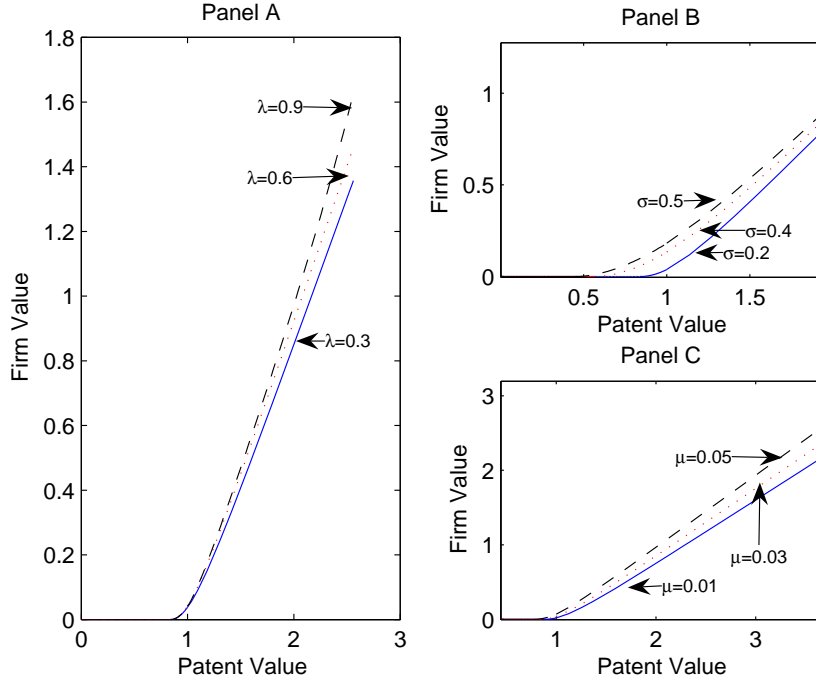 Panel A
1.8
1.6
1.4
1.2
1
0.8
0.6
0.4
0.2
0
Firm Value
λ=0.9
λ=0.6
λ=0.3
0 1 2 3
Patent Value
Panel B
1
0.5
0
Firm Value
σ=0.5
σ=0.4
σ=0.2
0.5 1 1.5
Patent Value
Panel C
3
2
1
0
Firm Value
μ=0.05
μ=0.03
μ=0.01
1 2 3
Patent Value